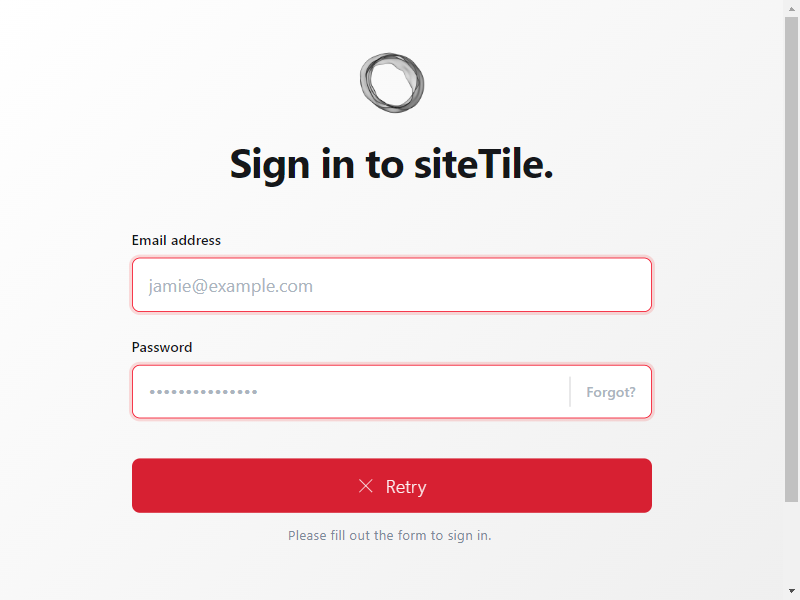 Sign in to siteTile.
Email address
jamie@example.com
Password
•••••••••••••••
Forgot?
Retry
Please fill out the form to sign in.